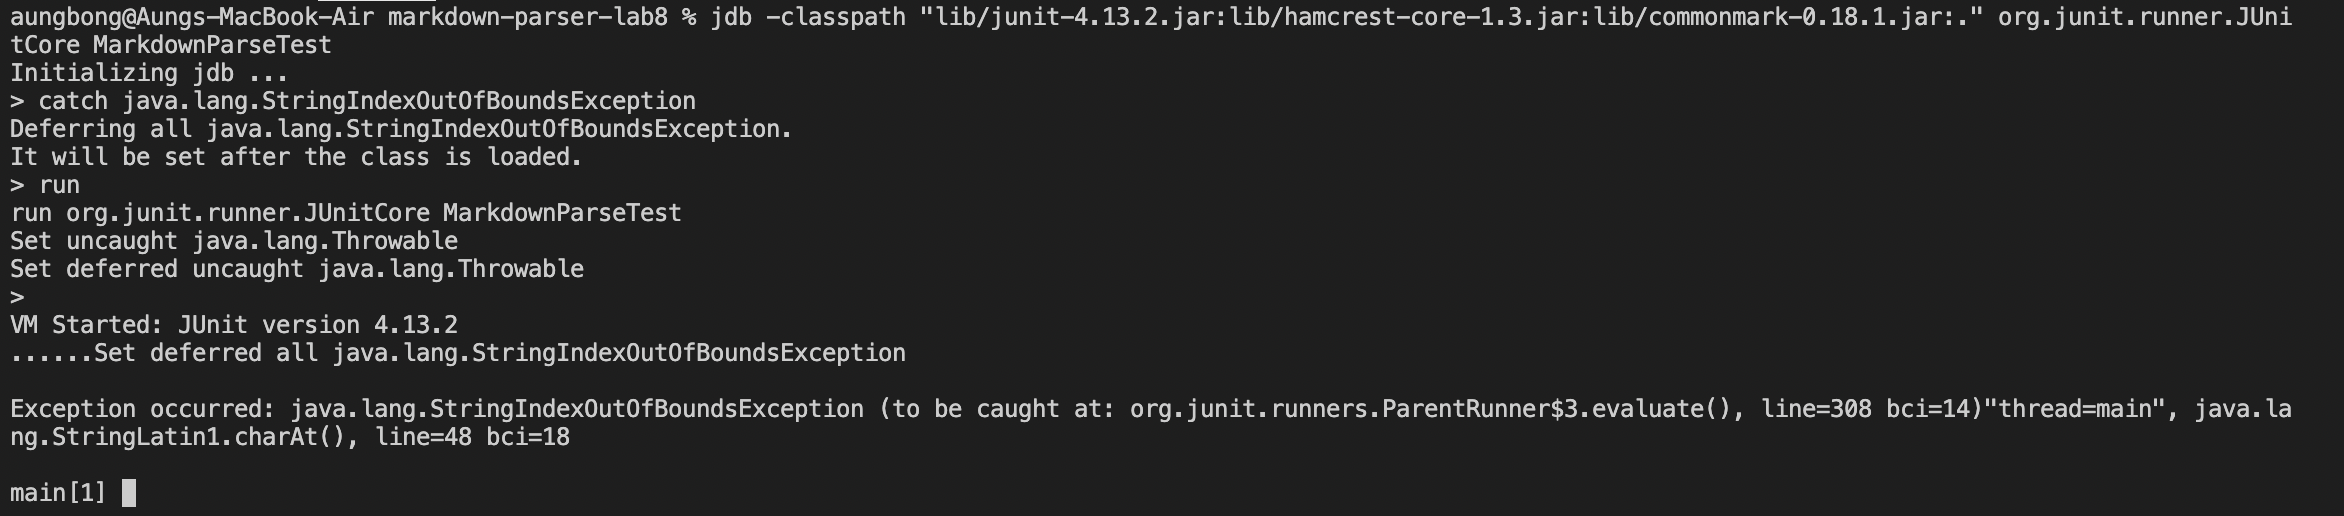 aungbong@Aungs-MacBook-Air markdown-parser-lab8 % jdb -classpath "lib/junit-4.13.2.jar:lib/hamcrest-core-1.3.jar:lib/commonmark-0.18.1.jar:." org.junit.runner.JUni
tCore MarkdownParseTest
Initializing jdb ...
> catch java.lang.StringIndexOutOfBoundsException
Deferring all java.lang.StringIndexOutOfBoundsException.
It will be set after the class is loaded.
> run
run org.junit.runner.JUnitCore MarkdownParseTest
Set uncaught java.lang.Throwable
Set deferred uncaught java.lang.Throwable
>
VM Started: JUnit version 4.13.2
......Set deferred all java.lang.StringIndexOutOfBoundsException
Exception occurred: java.lang.StringIndexOutOfBoundsException (to be caught at: org.junit.runners.ParentRunner$3.evaluate(), line=308 bci=14)"thread=main", java.la
ng.StringLatin1.charAt(), line=48 bci=18
main[1]